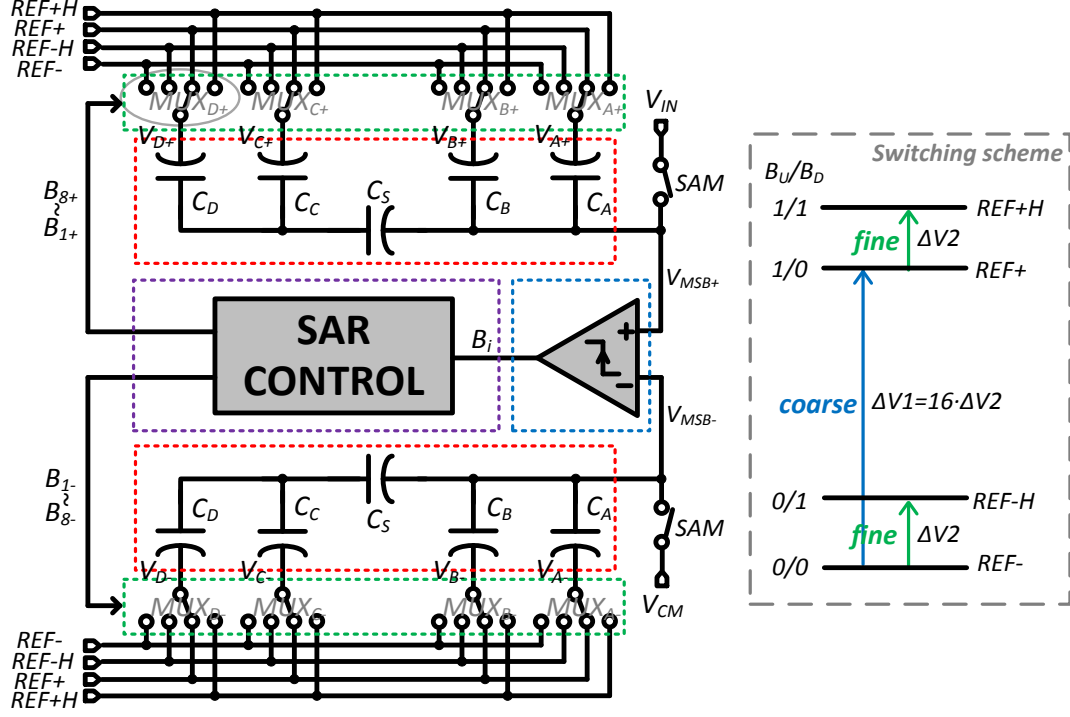 REF+H
REF+
REF-H
REF-
MUXD+
MUXC+
MUXB+
MUXA+
VD+
VC+
VB+
VA+
VIN
SAM
CD
CC
CS
CB
CA
B8+
~
B1+
VMSB+
SAR
CONTROL
Bi
+
-
VMSB-
B1-
~
B8-
CD
CC
CS
CB
CA
SAM
VD-
VC-
VB-
VA-
VCM
MUXD-
MUXC-
MUXB-
MUXA-
REF-
REF-H
REF+
REF+H
Switching scheme
BU/BD
1/1
REF+H
fine
ΔV2
1/0
REF+
coarse
ΔV1=16·ΔV2
0/1
REF-H
fine
ΔV2
0/0
REF-